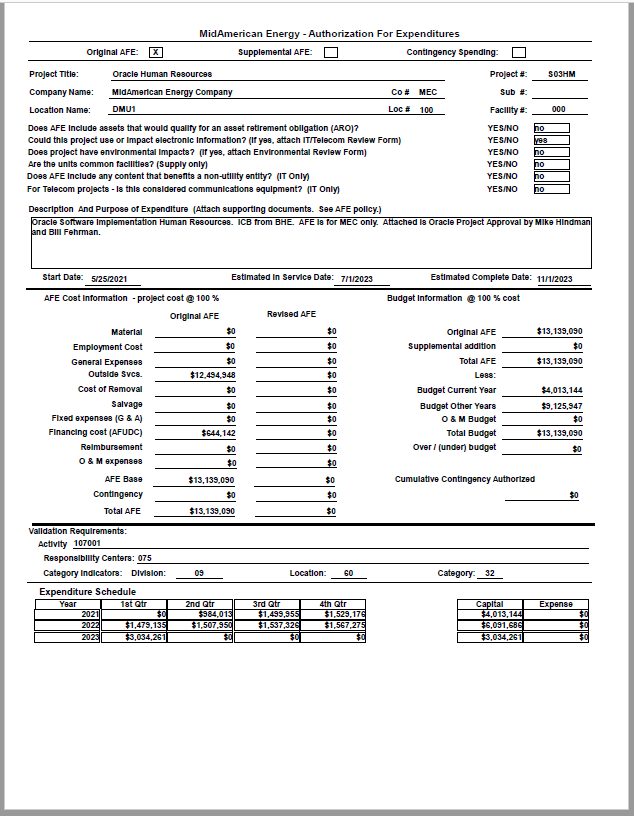 MidAmerican Energy - Authorization For Expenditures
Original AFE: X Supplemental AFE: Contingency Spending:
Project Title: Oracle Human Resources Project #: S03HM
Company Name: MidAmerican Energy Company Co # MEC Sub #:
Location Name: DMU1 Loc # 100 Facility #: 000
Does AFE include assets that would qualify for an asset retirement obligation (ARO)? YES/NO no
Could this project use or impact electronic information? (If yes, attach IT/Telecom Review Form) YES/NO yes
Does project have environmental impacts? (If yes, attach Environmental Review Form) YES/NO no
Are the units common facilities? (Supply only) YES/NO no
Does AFE include any content that benefits a non-utility entity? (IT Only) YES/NO no
For Telecom projects - is this considered communications equipment? (IT Only) YES/NO no
Description And Purpose of Expenditure (Attach supporting documents. See AFE policy.)
Oracle Software Implementation Human Resources. ICB from BHE. AFE is for MEC only. Attached is Oracle Project Approval by Mike Hindman
and Bill Fehrman.
Start Date: 5/25/2021 Estimated In Service Date: 7/1/2023 Estimated Complete Date: 11/1/2023
AFE Cost Information - project cost @ 100 % Budget Information @ 100 % cost
Original AFE Revised AFE
Material $0 $0 Original AFE $13,139,090
Employment Cost $0 $0 Supplemental addition $0
General Expenses $0 $0 Total AFE $13,139,090
Outside Svcs. $12,494,948 $0 Less:
Cost of Removal $0 $0 Budget Current Year $4,013,144
Salvage $0 $0 Budget Other Years $9,125,947
Fixed expenses (G & A) $0 $0 O & M Budget $0
Financing cost (AFUDC) $644,142 $0 Total Budget $13,139,090
Reimbursement $0 $0 Over / (under) budget $0
O & M expenses $0 $0
AFE Base $13,139,090 $0 Cumulative Contingency Authorized
Contingency $0 $0 $0
Total AFE $13,139,090 $0
Validation Requirements:
Activity 107001
Responsibility Centers: 075
Category Indicators: Division: 09 Location: 60 Category: 32
Expenditure Schedule
Year 1st Qtr 2nd Qtr 3rd Qtr 4th Qtr Capital Expense
2021 $0 $984,013 $1,499,955 $1,529,176 $4,013,144 $0
2022 $1,479,135 $1,507,950 $1,537,326 $1,567,275 $6,091,686 $0
2023 $3,034,261 $0 $0 $0 $3,034,261 $0